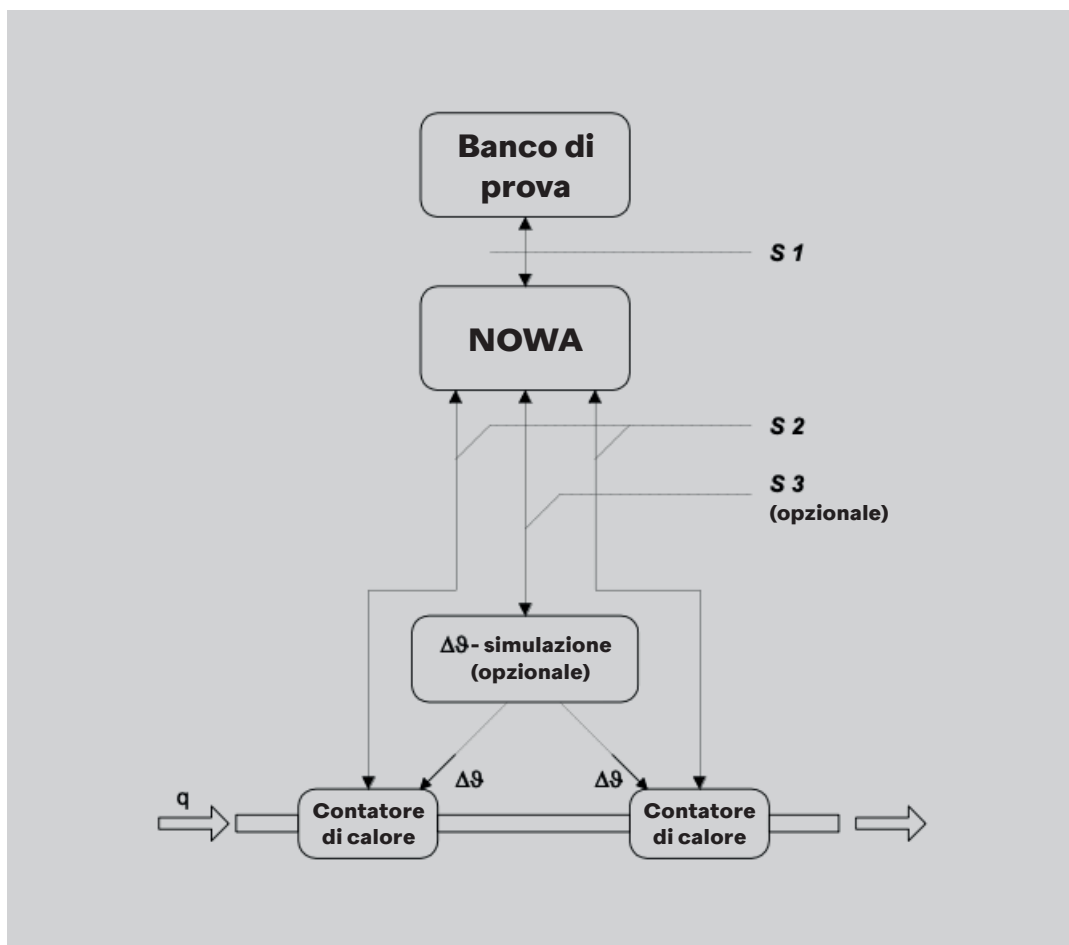 Banco di
prova
S 1
NOWA
S 2
S 3
(opzionale)
Δϑ- simulazione
(opzionale)
Δϑ
Δϑ
q
Contatore
di calore
Contatore
di calore